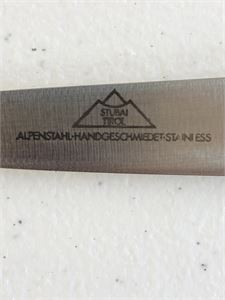 STUBAI
TIROL
ALPENSTAHL·HANDGESCHMIEDET·STAINLESS